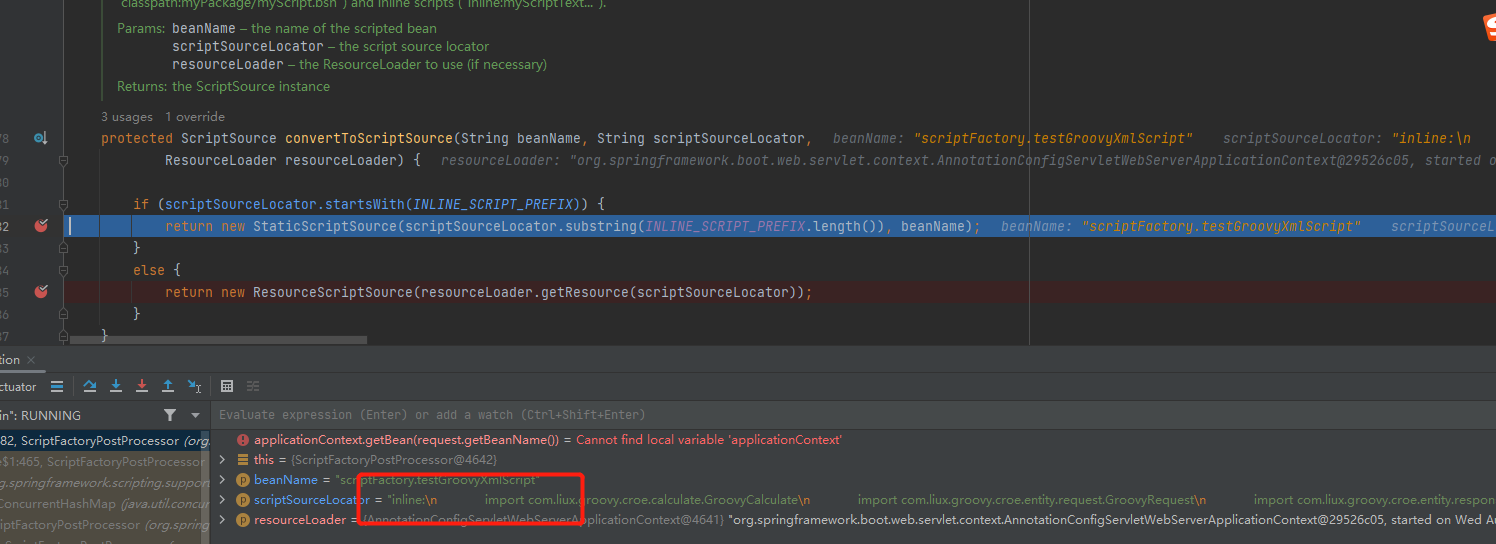 classpath:myPackage/myScript.bsh") and inline scripts ("inline:myScriptText...").
Params: beanName – the name of the scripted bean
scriptSourceLocator – the script source locator
resourceLoader – the ResourceLoader to use (if necessary)
Returns: the ScriptSource instance
3 usages 1 override
78 protected ScriptSource convertToScriptSource(String beanName, String scriptSourceLocator, beanName: "scriptFactory.testGroovyXmlScript" scriptSourceLocator: "inline:\n
79 ResourceLoader resourceLoader) { resourceLoader: "org.springframework.boot.web.servlet.context.AnnotationConfigServletWebServerApplicationContext@29526c05, started o
80
81 if (scriptSourceLocator.startsWith(INLINE_SCRIPT_PREFIX)) {
82 return new StaticScriptSource(scriptSourceLocator.substring(INLINE_SCRIPT_PREFIX.length()), beanName); beanName: "scriptFactory.testGroovyXmlScript" scriptSourceL
83 }
84 else {
85 return new ResourceScriptSource(resourceLoader.getResource(scriptSourceLocator));
86 }
87 }
tion
ctuator
in": RUNNING
Evaluate expression (Enter) or add a watch (Ctrl+Shift+Enter)
82, ScriptFactoryPostProcessor (org.
applicationContext.getBean(request.getBeanName()) = Cannot find local variable 'applicationContext'
e$1:465, ScriptFactoryPostProcessor
this = {ScriptFactoryPostProcessor@4642}
g.springframework.scripting.suppor
beanName = "scriptFactory.testGroovyXmlScript"
ConcurrentHashMap (java.util.concur
scriptSourceLocator = "inline:\n import com.liux.groovy.croe.calculate.GroovyCalculate\n import com.liux.groovy.croe.entity.request.GroovyRequest\n import com.liux.groovy.croe.entity.respon
riptFactoryPostProcessor (org.spring
resourceLoader = {AnnotationConfigServletWebServerApplicationContext@4641} "org.springframework.boot.web.servlet.context.AnnotationConfigServletWebServerApplicationContext@29526c05, started on Wed Au